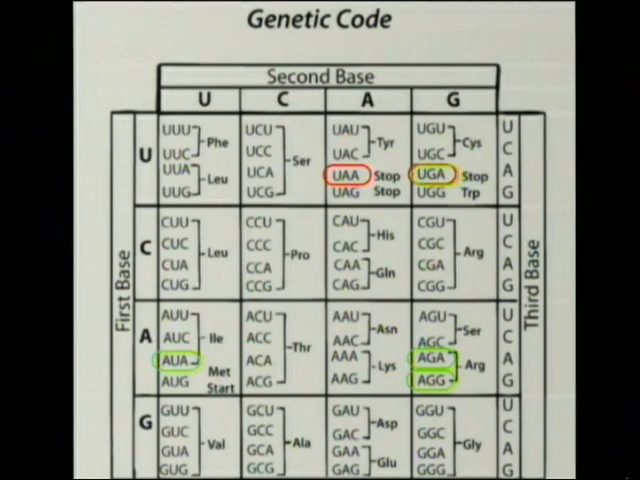 Genetic Code
Second Base
U C A G
First Base
Third Base
U
UUU Phe UCU Ser UAU Tyr UGU Cys U
UUC UCC UAC UGC C
UUA Leu UCA UAA Stop UGA Stop A
UUG UCG UAG Stop UGG Trp G
C
CUU Leu CCU Pro CAU His CGU Arg U
CUC CCC CAC CGC C
CUA CCA CAA Gln CGA A
CUG CCG CAG CGG G
A
AUU Ile ACU Thr AAU Asn AGU Ser U
AUC ACC AAC AGC C
AUA ACA AAA Lys AGA Arg A
AUG Met Start ACG AAG AGG G
G
GUU Val GCU Ala GAU Asp GGU Gly U
GUC GCC GAC GGC C
GUA GCA GAA Glu GGA A
GUG GCG GAG GGG G